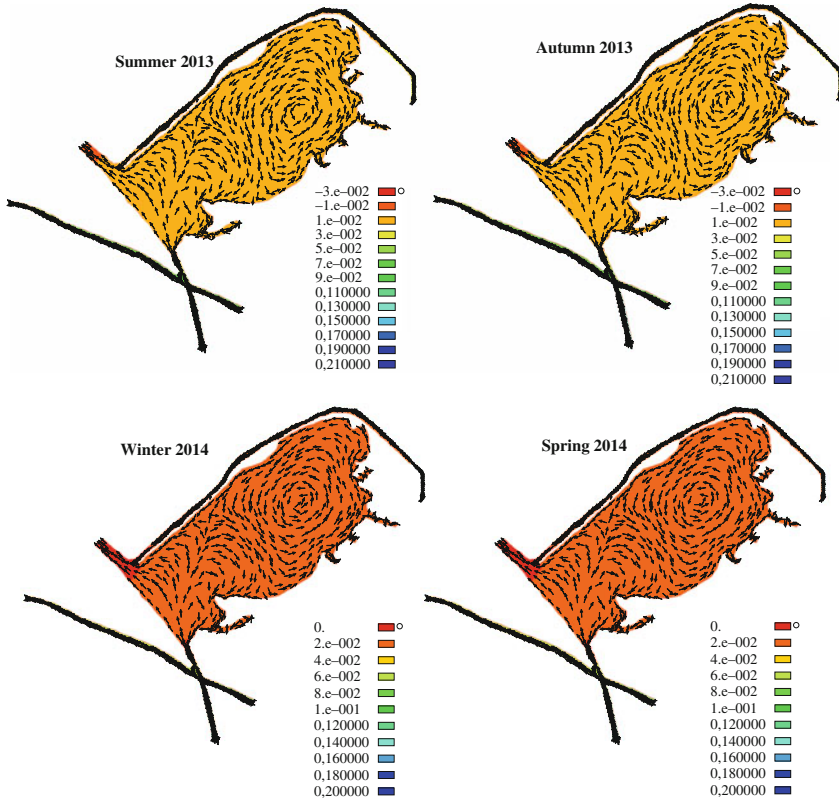 Summer 2013
−3.e−002
−1.e−002
1.e−002
3.e−002
5.e−002
7.e−002
9.e−002
0,110000
0,130000
0,150000
0,170000
0,190000
0,210000
Autumn 2013
−3.e−002
−1.e−002
1.e−002
3.e−002
5.e−002
7.e−002
9.e−002
0,110000
0,130000
0,150000
0,170000
0,190000
0,210000
Winter 2014
0.
2.e−002
4.e−002
6.e−002
8.e−002
1.e−001
0,120000
0,140000
0,160000
0,180000
0,200000
Spring 2014
0.
2.e−002
4.e−002
6.e−002
8.e−002
1.e−001
0,120000
0,140000
0,160000
0,180000
0,200000